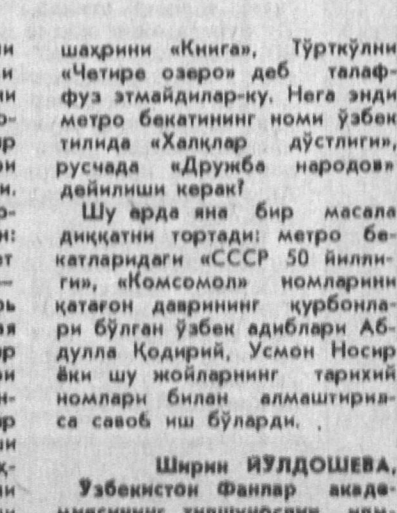 шаҳрини «Книга», Тўрткўлни
«Четире озеро» деб талаф-
фуз этмайдилар-ку. Нега энди
метро бекатининг номи ўзбек
тилида «Халқлар дўстлиги»,
русчада «Дружба народов»
дейилиши керак?
Шу ерда яна бир масала
диққатни тортади: метро бе-
катларидаги «СССР 50 йилли-
ги», «Комсомол» номларини
қатағон даврининг қурбонла-
ри бўлган ўзбек адиблари Аб-
дулла Қодирий, Усмон Носир
ёки шу жойларнинг тарихий
номлари билан алмаштирил-
са савоб иш бўларди.
Ширин ЙЎЛДОШЕВА,
Ўзбекистон Фанлар акаде-